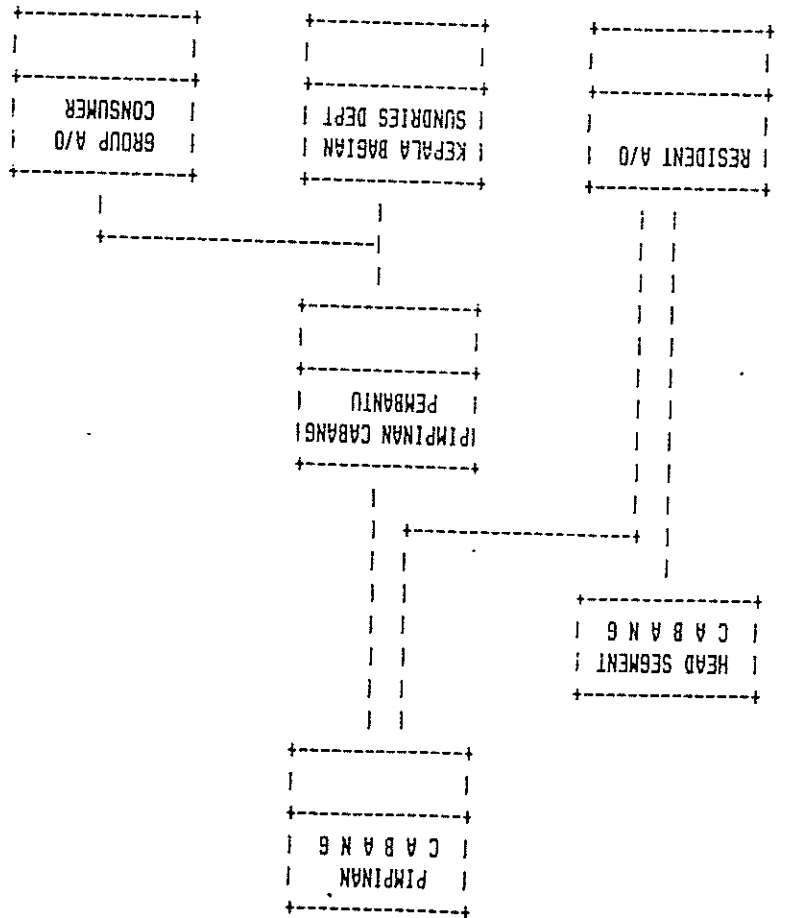 PIMPINAN
C A B A N G
HEAD SEGMENT
C A B A N G
PIMPINAN CABANG
PEMBANTU
RESIDENT A/O
KEPALA BAGIAN
SUNDRIES DEPT
GROUP A/O
CONSUMER